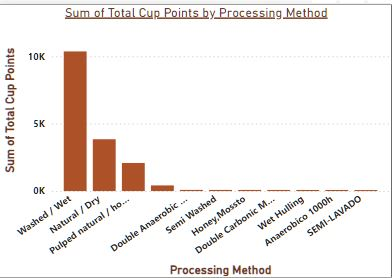 Sum of Total Cup Points by Processing Method
Sum of Total Cup Points
10K
5K
0K
Washed / Wet
Natural / Dry
Pulped natural / ho...
Double Anaerobic ...
Semi Washed
Honey,Mossto
Double Carbonic M...
Wet Hulling
Anaerobico 1000h
SEMI-LAVADO
Processing Method